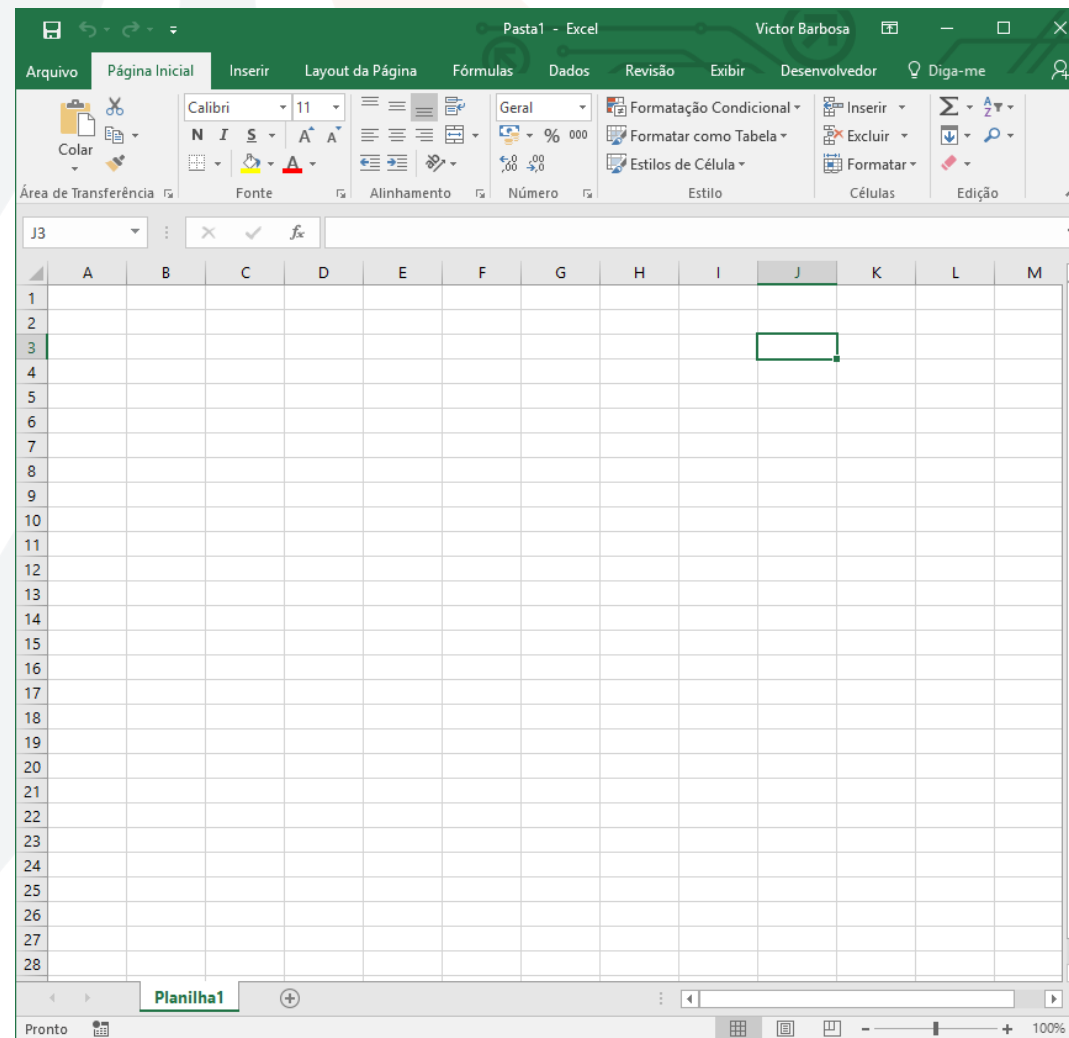 Pasta1 - Excel Victor Barbosa
Arquivo Página Inicial Inserir Layout da Página Fórmulas Dados Revisão Exibir Desenvolvedor Diga-me
Calibri 11 Geral Formatação Condicional Inserir
Colar N I S A A % 000 Formatar como Tabela Excluir
A ,00 ,0 Estilos de Célula Formatar
Área de Transferência Fonte Alinhamento Número Estilo Células Edição
J3 fx
A B C D E F G H I J K L M
1
2
3
4
5
6
7
8
9
10
11
12
13
14
15
16
17
18
19
20
21
22
23
24
25
26
27
28
Planilha1
Pronto 100%